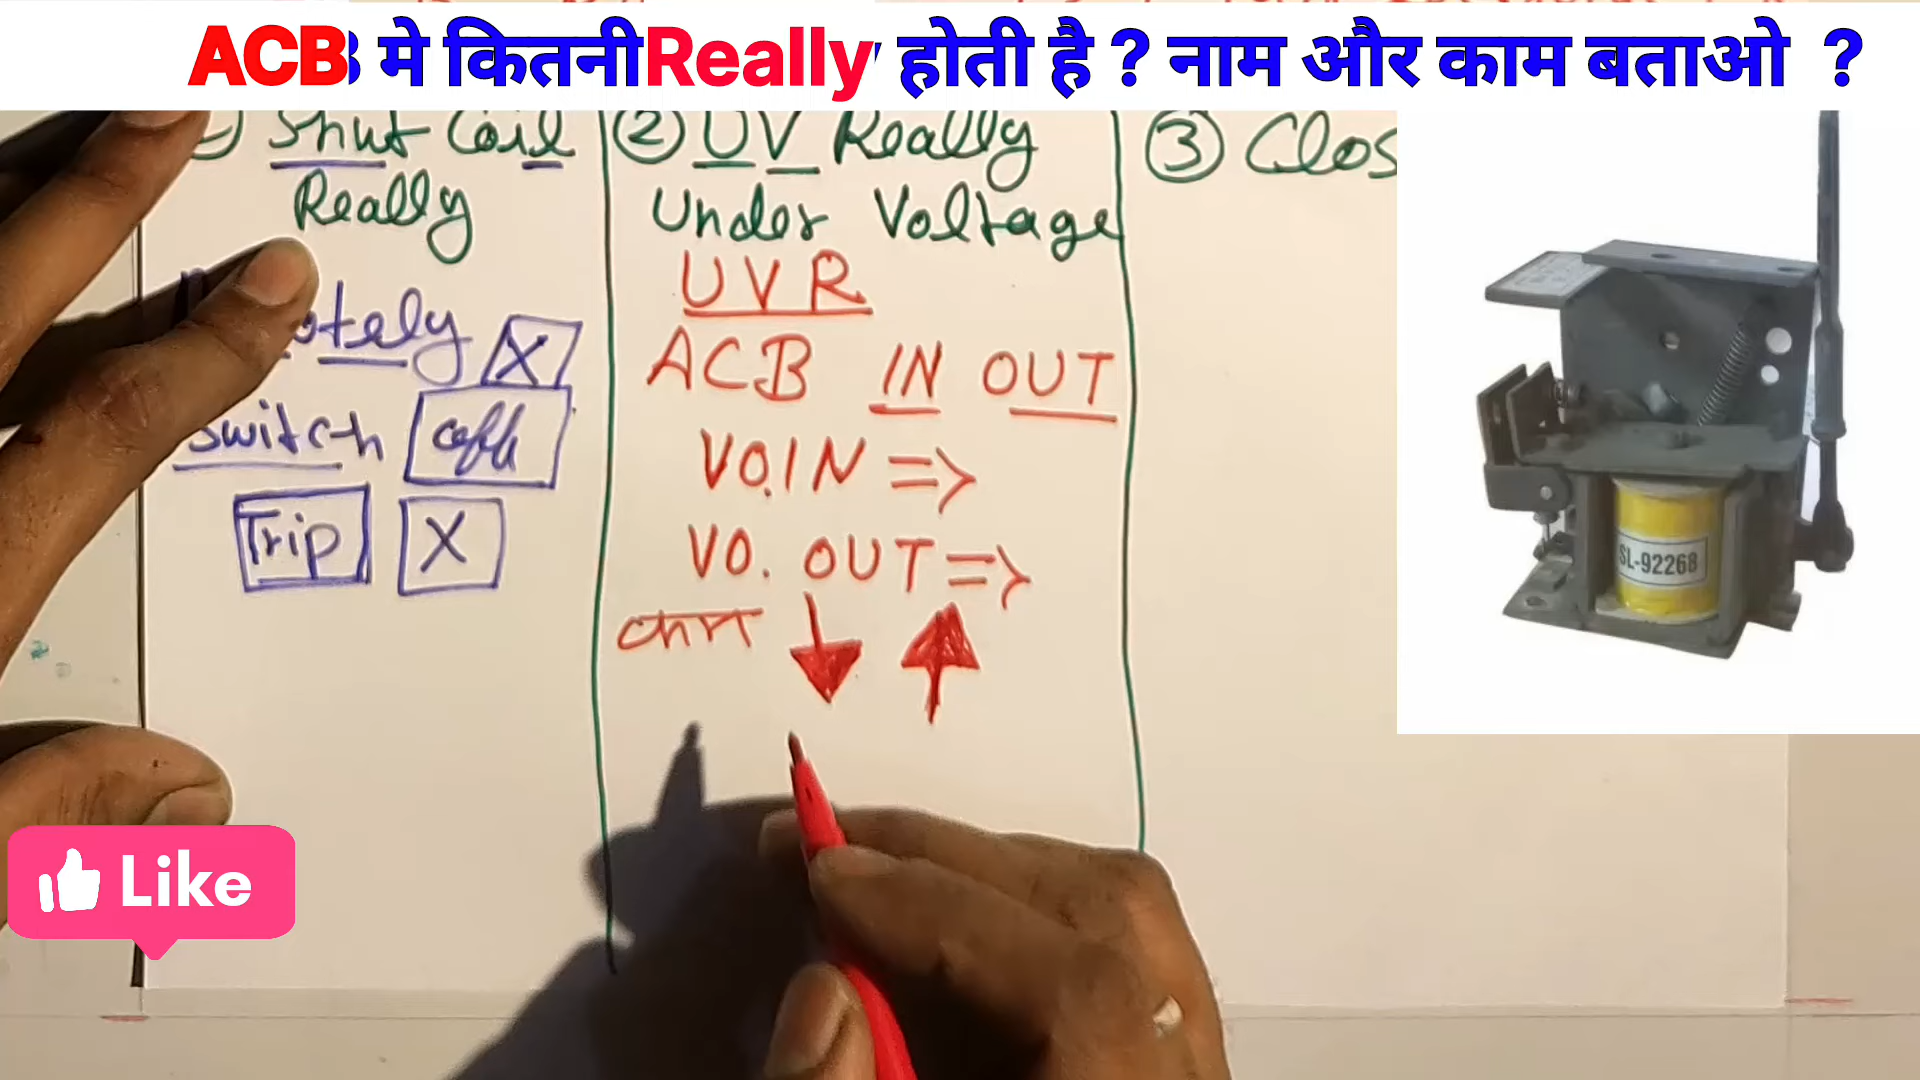 ACB मे कितनी Really होती है ? नाम और काम बताओ ?
Shut Coil
Really
otely X
Switch
Trip X
② UV Really
Under Voltage
UVR
ACB IN OUT
VO.IN =>
VO. OUT =>
काम
③ Clos
SL-92268
Like